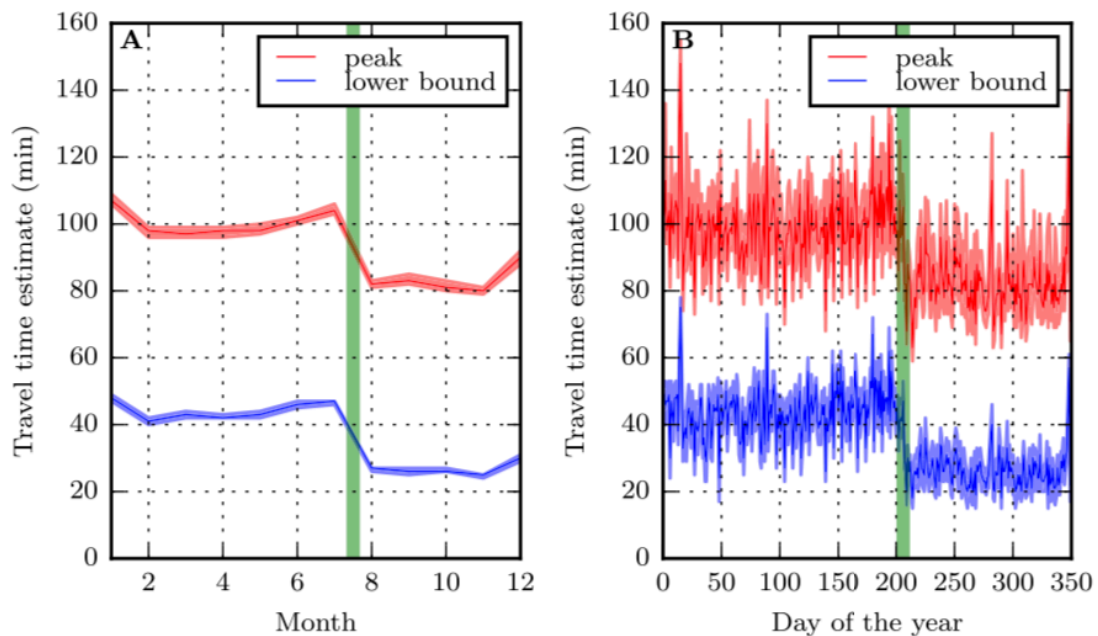 160
140
120
100
80
60
40
20
0
Travel time estimate (min)
A
peak
lower bound
2 4 6 8 10 12
Month
160
140
120
100
80
60
40
20
0
Travel time estimate (min)
B
peak
lower bound
0 50 100 150 200 250 300 350
Day of the year